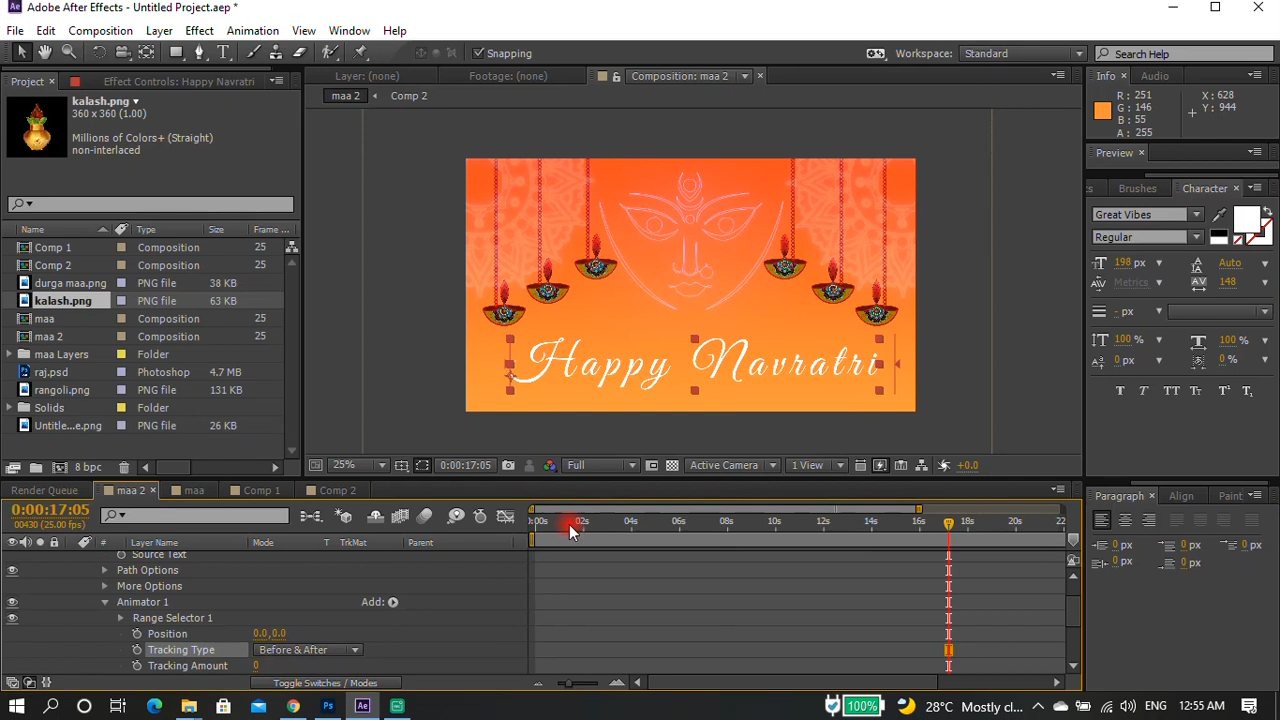 Adobe After Effects - Untitled Project.aep *
File Edit Composition Layer Effect Animation View Window Help
Snapping
Workspace: Standard
Search Help
Project
Effect Controls: Happy Navratri
Layer: (none)
Footage: (none)
Composition: maa 2
Info
Audio
kalash.png
360 x 360 (1.00)
Millions of Colors+ (Straight)
non-interlaced
maa 2
Comp 2
R : 251
G : 146
B : 55
A : 255
X : 628
Y : 944
Preview
Brushes
Character
Great Vibes
Regular
198 px
Auto
Metrics
148
- px
100 %
100 %
0 px
0 %
T T TT Tr T' T,
Name Type Size Frame ...
Comp 1 Composition 25
Comp 2 Composition 25
durga maa.png PNG file 38 KB
kalash.png PNG file 63 KB
maa Composition 25
maa 2 Composition 25
maa Layers Folder
raj.psd Photoshop 4.7 MB
rangoli.png PNG file 131 KB
Solids Folder
Untitle...e.png PNG file 26 KB
Happy Navratri
8 bpc
25%
0:00:17:05
Full
Active Camera
1 View
+0.0
Render Queue
maa 2
maa
Comp 1
Comp 2
Paragraph
Align
Paint
0 px 0 px 0 px
0 px 0 px
0:00:17:05
00430 (25.00 fps)
:00s 02s 04s 06s 08s 10s 12s 14s 16s 18s 20s 22
# Layer Name Mode T TrkMat Parent
Source Text
Path Options
More Options
Animator 1 Add:
Range Selector 1
Position 0.0,0.0
Tracking Type Before & After
Tracking Amount 0
Toggle Switches / Modes
100%
28°C Mostly cl...
ENG
12:55 AM